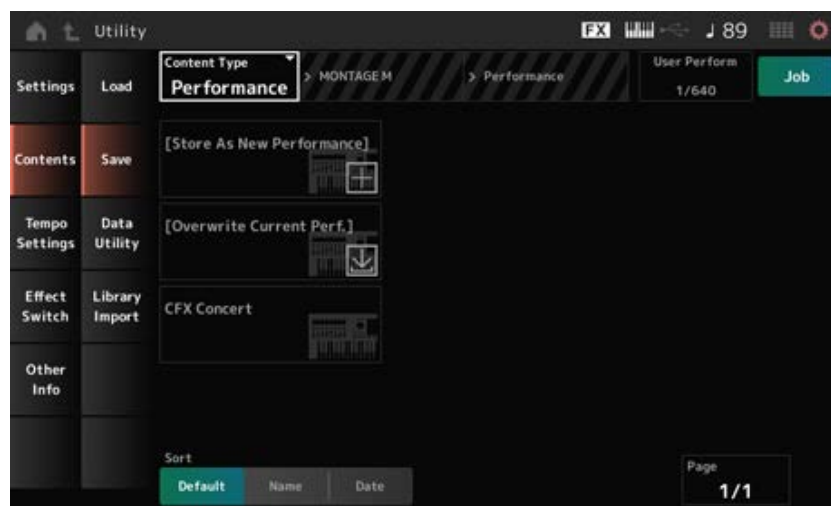 Utility
FX
♩ 89
Settings
Load
Content Type
Performance
> MONTAGE M
> Performance
User Perform
1/640
Job
Contents
Save
[Store As New Performance]
Tempo
Settings
Data
Utility
[Overwrite Current Perf.]
Effect
Switch
Library
Import
CFX Concert
Other
Info
Sort
Default
Name
Date
Page
1/1